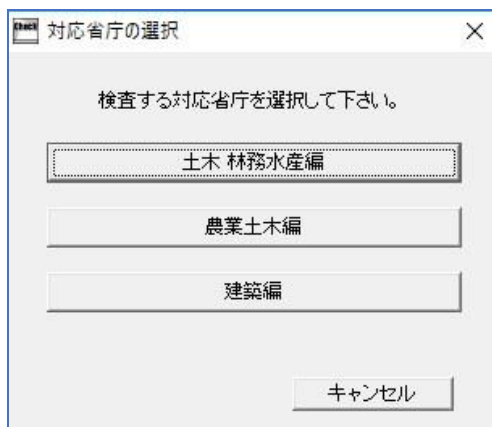 Check
対応省庁の選択
検査する対応省庁を選択して下さい。
土木 林務水産編
農業土木編
建築編
キャンセル